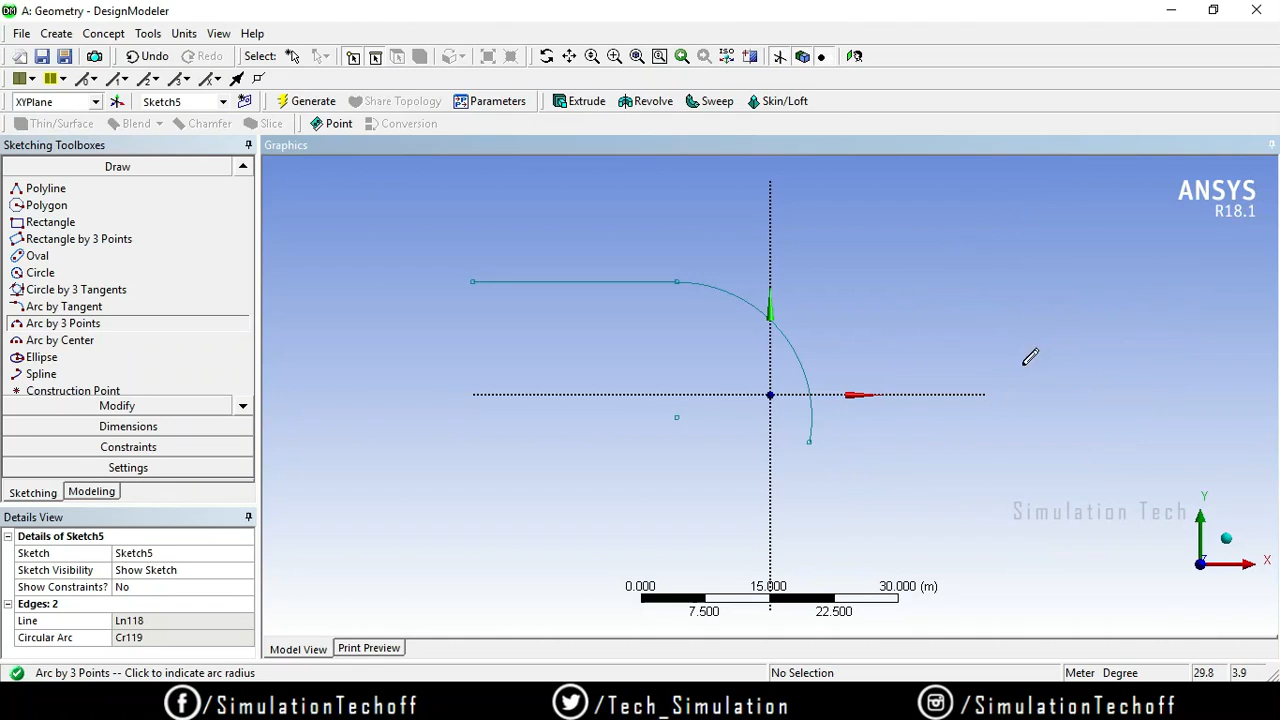 A: Geometry - DesignModeler
File Create Concept Tools Units View Help
Undo Redo Select:
XYPlane Sketch5 Generate Share Topology Parameters Extrude Revolve Sweep Skin/Loft
Thin/Surface Blend Chamfer Slice Point Conversion
Sketching Toolboxes
Graphics
Draw
Polyline
Polygon
Rectangle
Rectangle by 3 Points
Oval
Circle
Circle by 3 Tangents
Arc by Tangent
Arc by 3 Points
Arc by Center
Ellipse
Spline
Construction Point
Modify
Dimensions
Constraints
Settings
Sketching Modeling
Details View
Details of Sketch5
Sketch Sketch5
Sketch Visibility Show Sketch
Show Constraints? No
Edges: 2
Line Ln118
Circular Arc Cr119
ANSYS
R18.1
Simulation Tech
Y
X
Z
0.000 15.000 30.000 (m)
7.500 22.500
Model View Print Preview
Arc by 3 Points -- Click to indicate arc radius No Selection Meter Degree 29.8 3.9
/SimulationTechoff /Tech_Simulation /SimulationTechoff